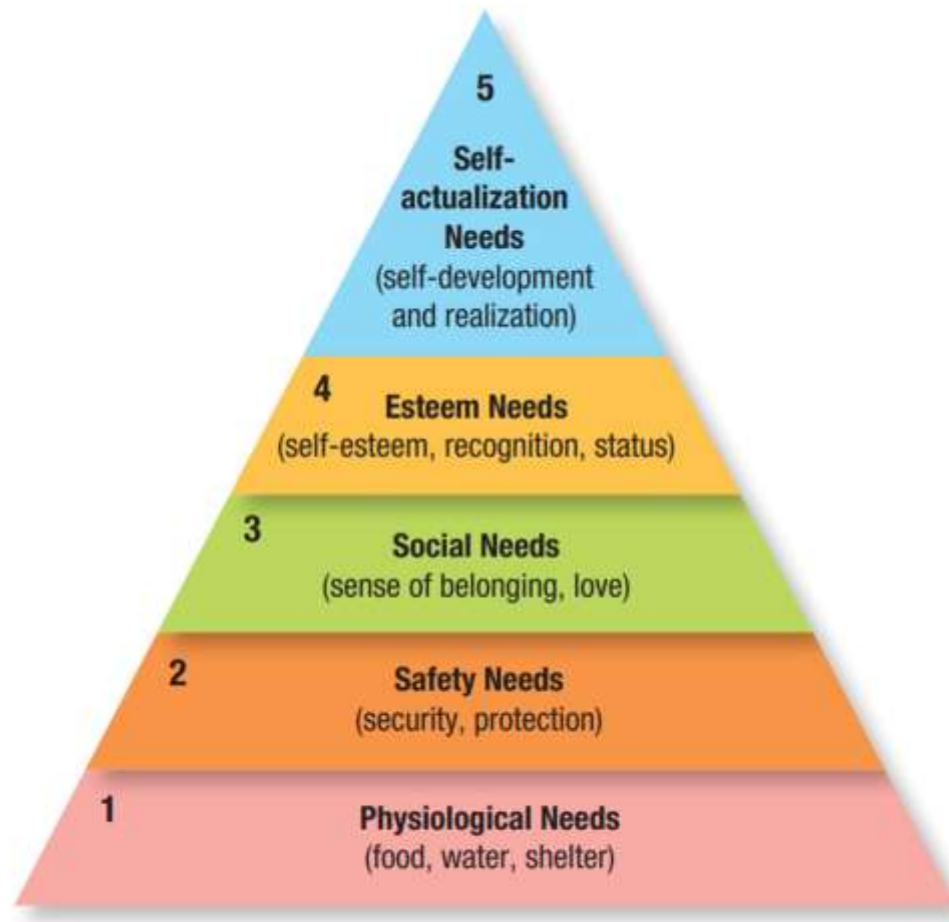 5
Self-
actualization
Needs
(self-development
and realization)
4
Esteem Needs
(self-esteem, recognition, status)
3
Social Needs
(sense of belonging, love)
2
Safety Needs
(security, protection)
1
Physiological Needs
(food, water, shelter)